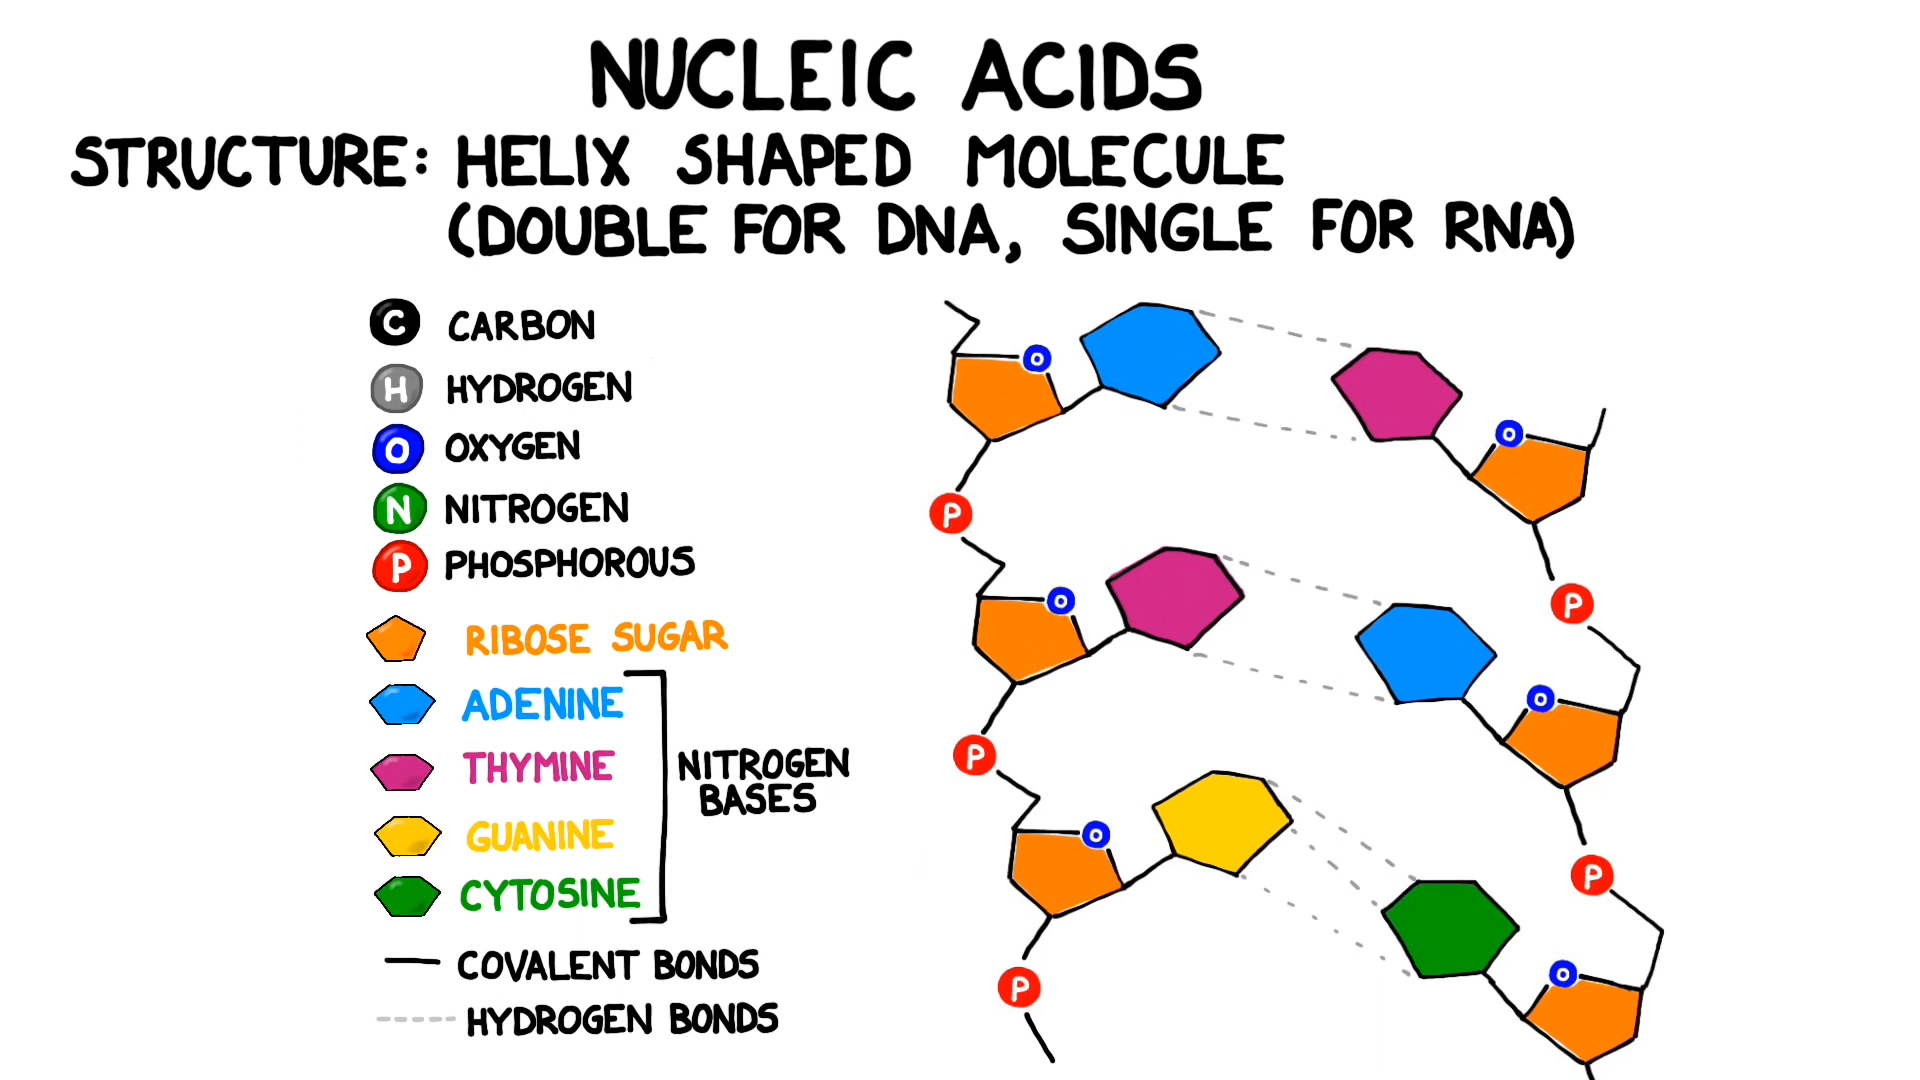 NUCLEIC ACIDS
STRUCTURE: HELIX SHAPED MOLECULE
(DOUBLE FOR DNA, SINGLE FOR RNA)
C CARBON
H HYDROGEN
O OXYGEN
N NITROGEN
P PHOSPHOROUS
RIBOSE SUGAR
ADENINE
THYMINE
GUANINE
CYTOSINE
NITROGEN
BASES
COVALENT BONDS
HYDROGEN BONDS
O
O
P
O
P
O
P
O
P
O
P